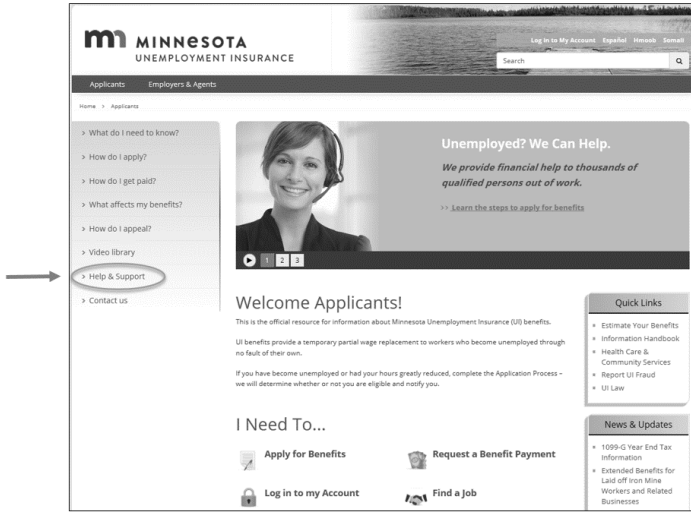 mn MINNESOTA
UNEMPLOYMENT INSURANCE
Log In to My Account Español Hmoob Somali
Search
Applicants Employers & Agents
Home > Applicants
> What do I need to know?
> How do I apply?
> How do I get paid?
> What affects my benefits?
> How do I appeal?
> Video library
> Help & Support
> Contact us
Unemployed? We Can Help.
We provide financial help to thousands of
qualified persons out of work.
>> Learn the steps to apply for benefits
1 2 3
Welcome Applicants!
This is the official resource for information about Minnesota Unemployment Insurance (UI) benefits.
UI benefits provide a temporary partial wage replacement to workers who become unemployed through
no fault of their own.
If you have become unemployed or had your hours greatly reduced, complete the Application Process –
we will determine whether or not you are eligible and notify you.
I Need To...
Apply for Benefits
Request a Benefit Payment
Log in to my Account
Find a Job
Quick Links
Estimate Your Benefits
Information Handbook
Health Care &
Community Services
Report UI Fraud
UI Law
News & Updates
1099-G Year End Tax
Information
Extended Benefits for
Laid off Iron Mine
Workers and Related
Businesses